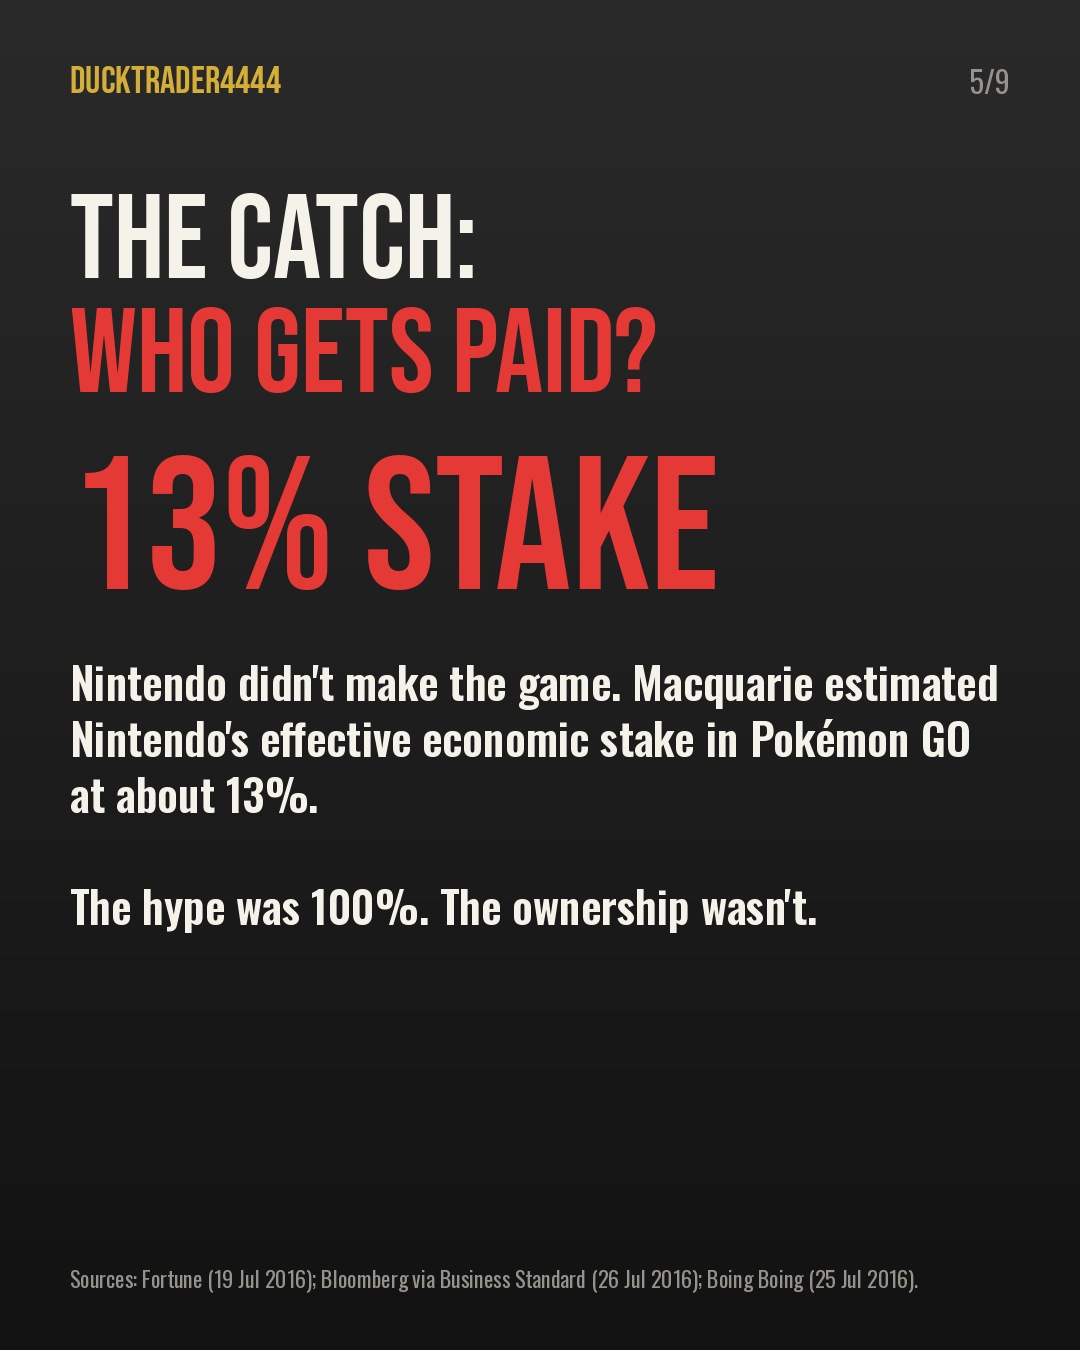 DUCKTRADER4444
5/9
THE CATCH:
WHO GETS PAID?
13% STAKE
Nintendo didn't make the game. Macquarie estimated
Nintendo's effective economic stake in Pokémon GO
at about 13%.
The hype was 100%. The ownership wasn't.
Sources: Fortune (19 Jul 2016); Bloomberg via Business Standard (26 Jul 2016); Boing Boing (25 Jul 2016).